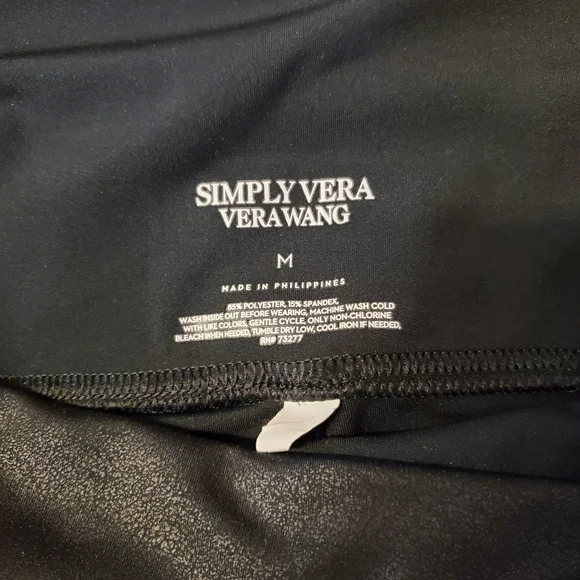 SIMPLY VERA
VERA WANG
M
MADE IN PHILIPPINES
85% POLYESTER, 15% SPANDEX,
WASH INSIDE OUT BEFORE WEARING, MACHINE WASH COLD
WITH LIKE COLORS, GENTLE CYCLE, ONLY NON-CHLORINE
BLEACH WHEN NEEDED, TUMBLE DRY LOW, COOL IRON IF NEEDED,
RN# 73277